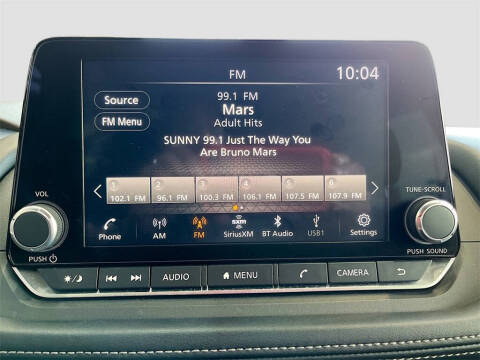 FM
10:04
Source
FM Menu
99.1 FM
Mars
Adult Hits
SUNNY 99.1 Just The Way You
Are Bruno Mars
1 2 3 4 5 6
102.1 FM 96.1 FM 100.3 FM 106.1 FM 107.5 FM 107.9 FM
VOL
TUNE-SCROLL
Phone
AM
FM
sxm
SiriusXM
BT Audio
USB1
Settings
PUSH
PUSH SOUND
AUDIO
MENU
CAMERA